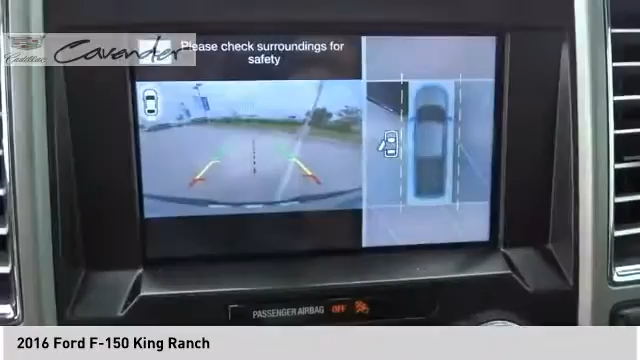 Cadillac
Cavender
Please check surroundings for
safety
PASSENGER AIRBAG OFF
2016 Ford F-150 King Ranch